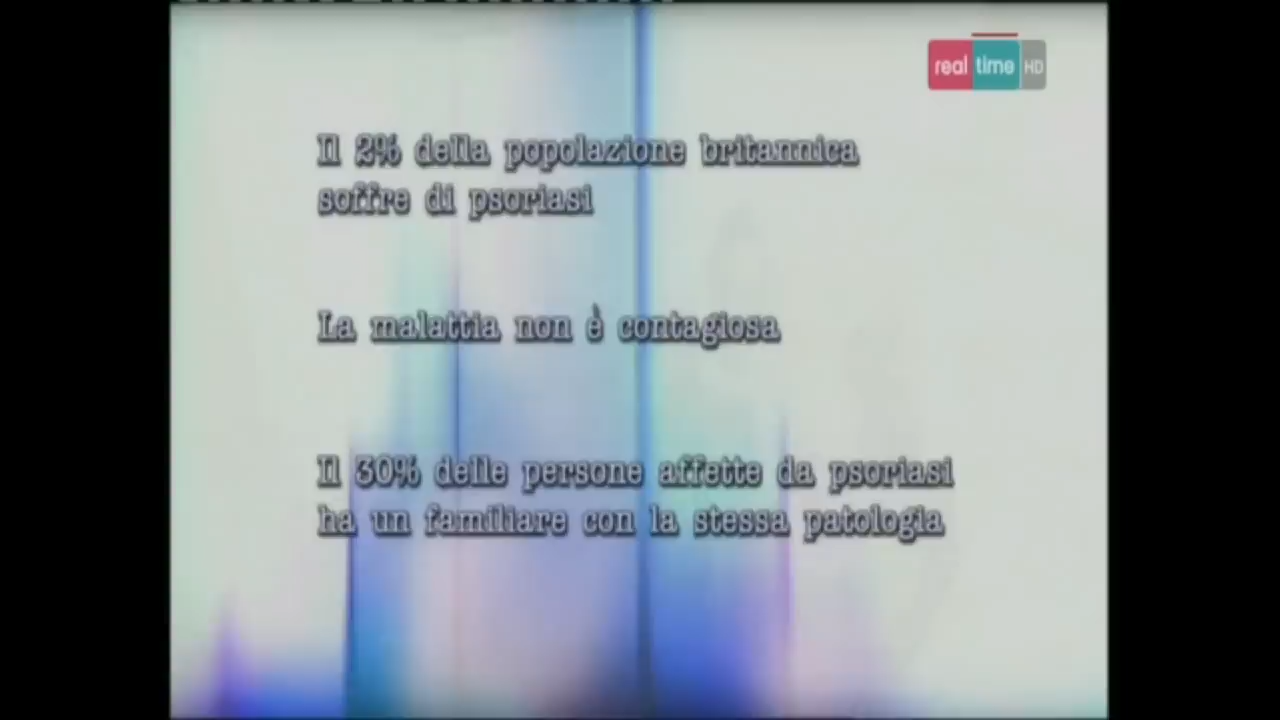 real time HD
Il 2% della popolazione britannica
soffre di psoriasi
La malattia non è contagiosa
Il 30% delle persone affette da psoriasi
ha un familiare con la stessa patologia